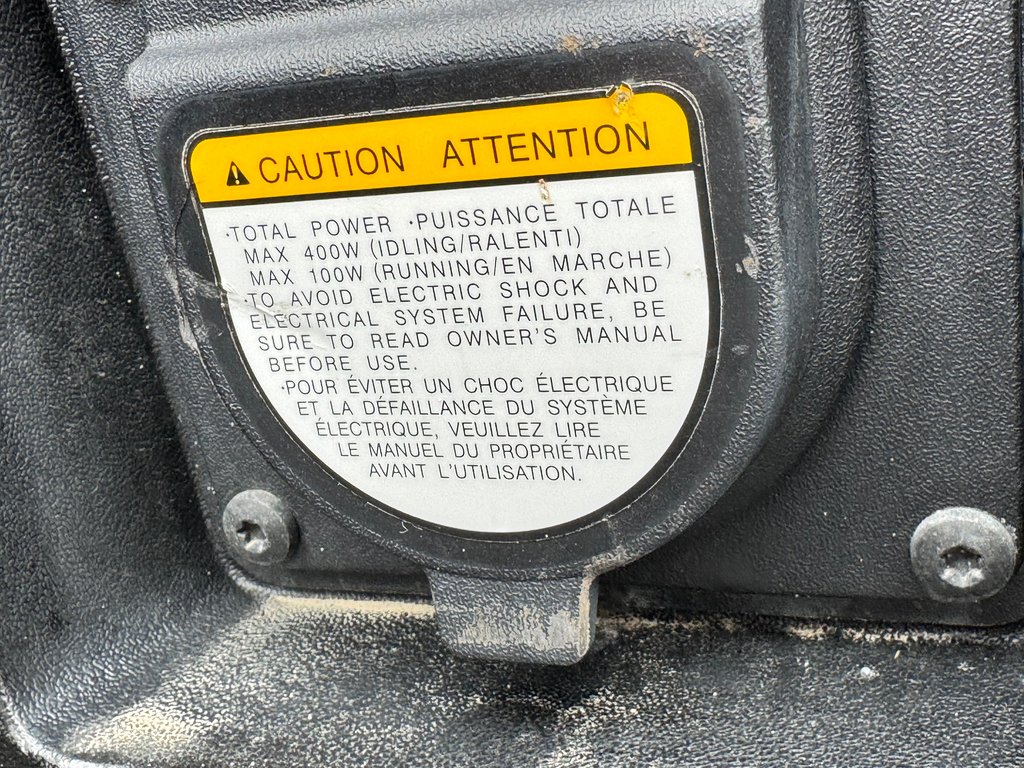 CAUTION ATTENTION
·TOTAL POWER ·PUISSANCE TOTALE
MAX 400W (IDLING/RALENTI)
MAX 100W (RUNNING/EN MARCHE)
·TO AVOID ELECTRIC SHOCK AND
ELECTRICAL SYSTEM FAILURE, BE
SURE TO READ OWNER'S MANUAL
BEFORE USE.
·POUR ÉVITER UN CHOC ÉLECTRIQUE
ET LA DÉFAILLANCE DU SYSTÈME
ÉLECTRIQUE, VEUILLEZ LIRE
LE MANUEL DU PROPRIÉTAIRE
AVANT L'UTILISATION.